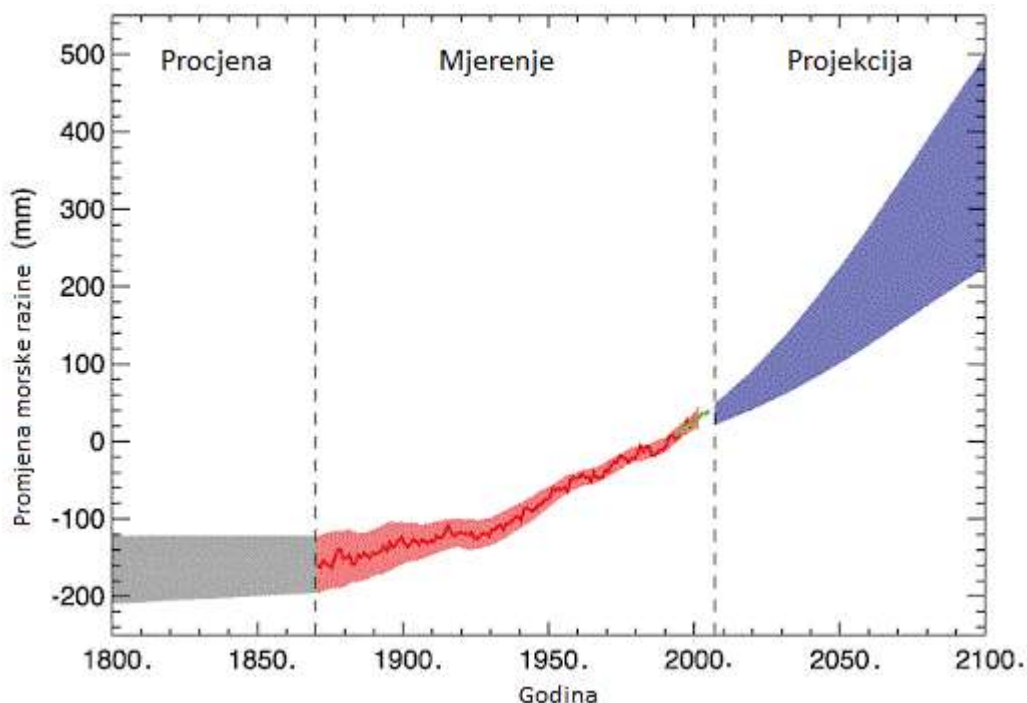 Procjena Mjerenje Projekcija
500
400
300
200
100
0
-100
-200
Promjena morske razine (mm)
1800. 1850. 1900. 1950. 2000. 2050. 2100.
Godina